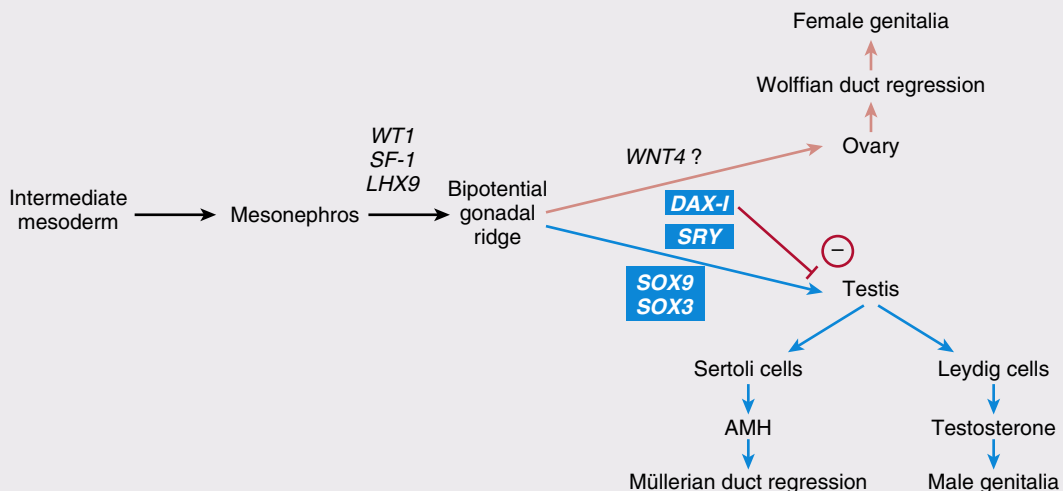 Female genitalia
Wolffian duct regression
Ovary
WNT4 ?
WT1
SF-1
LHX9
Intermediate
mesoderm
Mesonephros
Bipotential
gonadal
ridge
DAX-I
SRY
SOX9
SOX3
−
Testis
Sertoli cells
Leydig cells
AMH
Testosterone
Müllerian duct regression
Male genitalia